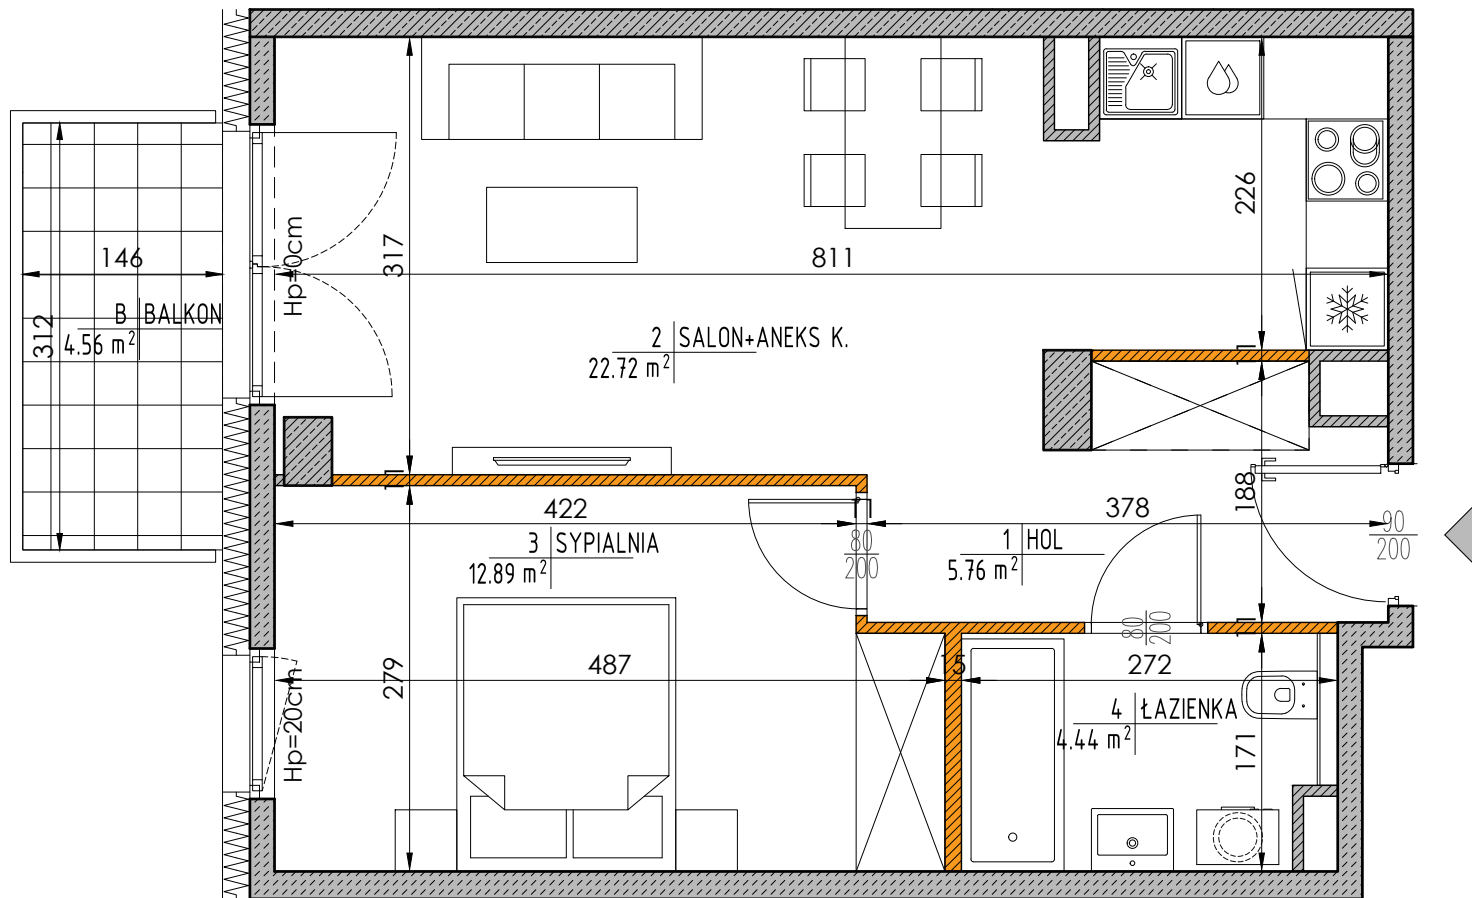 317
226
811
146
312
Hp=0cm
B BALKON
4.56 m²
2 SALON+ANEKS K.
22.72 m²
188
422
378
90
200
3 SYPIALNIA
12.89 m²
80
200
1 HOL
5.76 m²
80
200
279
487
15
272
Hp=20cm
4 ŁAZIENKA
4.44 m²
171